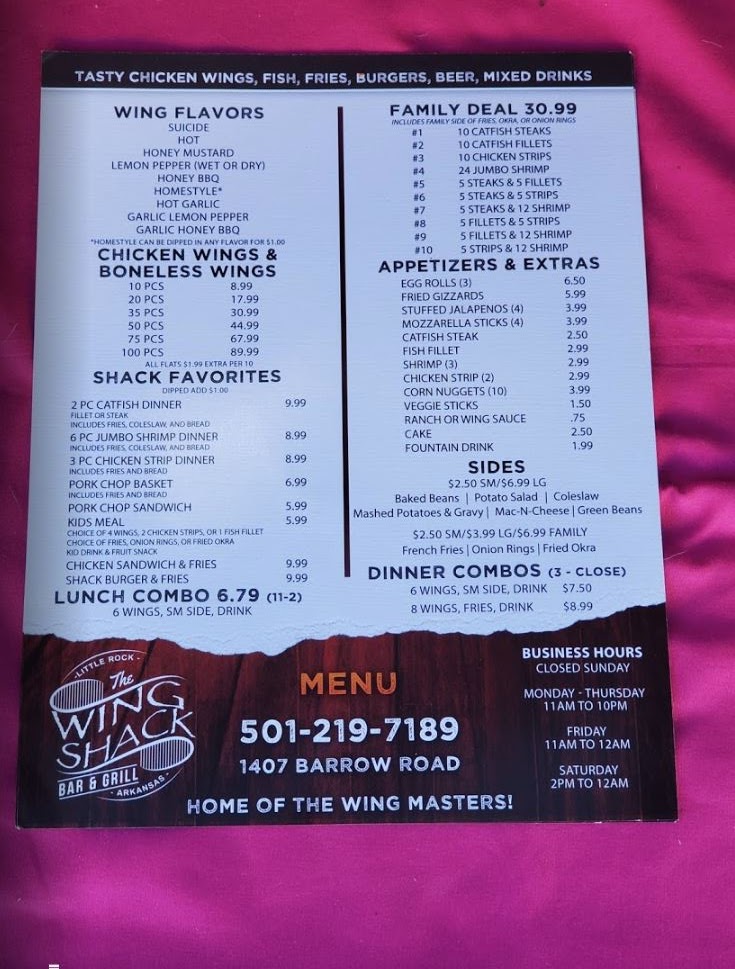 TASTY CHICKEN WINGS, FISH, FRIES, BURGERS, BEER, MIXED DRINKS
WING FLAVORS
SUICIDE
HOT
HONEY MUSTARD
LEMON PEPPER (WET OR DRY)
HONEY BBQ
HOMESTYLE*
HOT GARLIC
GARLIC LEMON PEPPER
GARLIC HONEY BBQ
*HOMESTYLE CAN BE DIPPED IN ANY FLAVOR FOR $1.00
CHICKEN WINGS &
BONELESS WINGS
10 PCS 8.99
20 PCS 17.99
35 PCS 30.99
50 PCS 44.99
75 PCS 67.99
100 PCS 89.99
ALL FLATS $1.99 EXTRA PER 10
SHACK FAVORITES
DIPPED ADD $1.00
2 PC CATFISH DINNER 9.99
FILLET OR STEAK
INCLUDES FRIES, COLESLAW, AND BREAD
6 PC JUMBO SHRIMP DINNER 8.99
INCLUDES FRIES, COLESLAW, AND BREAD
3 PC CHICKEN STRIP DINNER 8.99
INCLUDES FRIES AND BREAD
PORK CHOP BASKET 6.99
INCLUDES FRIES AND BREAD
PORK CHOP SANDWICH 5.99
KIDS MEAL 5.99
CHOICE OF 4 WINGS, 2 CHICKEN STRIPS, OR 1 FISH FILLET
CHOICE OF FRIES, ONION RINGS, OR FRIED OKRA
KID DRINK & FRUIT SNACK
CHICKEN SANDWICH & FRIES 9.99
SHACK BURGER & FRIES 9.99
LUNCH COMBO 6.79 (11-2)
6 WINGS, SM SIDE, DRINK
FAMILY DEAL 30.99
INCLUDES FAMILY SIDE OF FRIES, OKRA, OR ONION RINGS
#1 10 CATFISH STEAKS
#2 10 CATFISH FILLETS
#3 10 CHICKEN STRIPS
#4 24 JUMBO SHRIMP
#5 5 STEAKS & 5 FILLETS
#6 5 STEAKS & 5 STRIPS
#7 5 STEAKS & 12 SHRIMP
#8 5 FILLETS & 5 STRIPS
#9 5 FILLETS & 12 SHRIMP
#10 5 STRIPS & 12 SHRIMP
APPETIZERS & EXTRAS
EGG ROLLS (3) 6.50
FRIED GIZZARDS 5.99
STUFFED JALAPENOS (4) 3.99
MOZZARELLA STICKS (4) 3.99
CATFISH STEAK 2.50
FISH FILLET 2.99
SHRIMP (3) 2.99
CHICKEN STRIP (2) 2.99
CORN NUGGETS (10) 3.99
VEGGIE STICKS 1.50
RANCH OR WING SAUCE .75
CAKE 2.50
FOUNTAIN DRINK 1.99
SIDES
$2.50 SM/$6.99 LG
Baked Beans | Potato Salad | Coleslaw
Mashed Potatoes & Gravy | Mac-N-Cheese | Green Beans
$2.50 SM/$3.99 LG/$6.99 FAMILY
French Fries | Onion Rings | Fried Okra
DINNER COMBOS (3 - CLOSE)
6 WINGS, SM SIDE, DRINK $7.50
8 WINGS, FRIES, DRINK $8.99
- LITTLE ROCK -
The
WING
SHACK
BAR & GRILL
- ARKANSAS -
MENU
501-219-7189
1407 BARROW ROAD
HOME OF THE WING MASTERS!
BUSINESS HOURS
CLOSED SUNDAY
MONDAY - THURSDAY
11AM TO 10PM
FRIDAY
11AM TO 12AM
SATURDAY
2PM TO 12AM